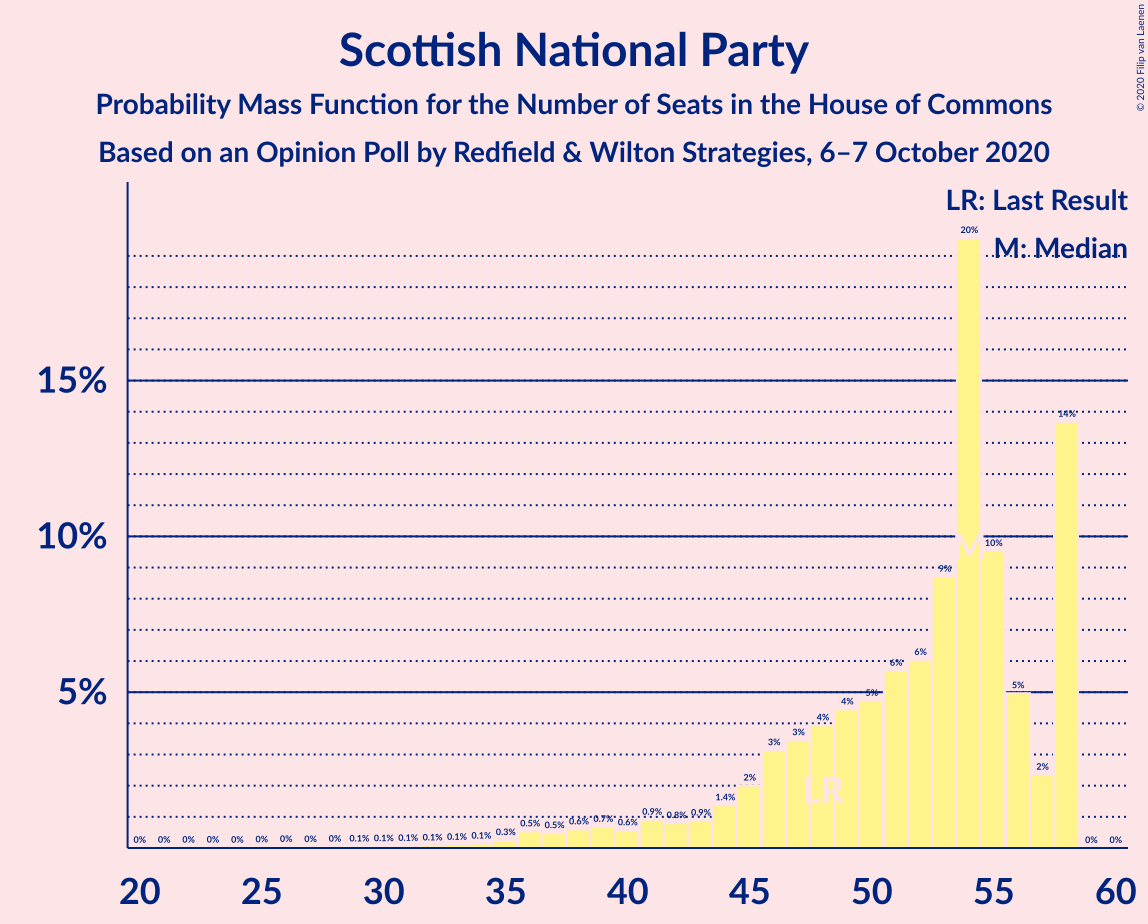 Scottish National Party
Probability Mass Function for the Number of Seats in the House of Commons
Based on an Opinion Poll by Redfield & Wilton Strategies, 6–7 October 2020
© 2020 Filip van Laenen
LR: Last Result
M: Median
15%
10%
5%
0% 0% 0% 0% 0% 0% 0% 0% 0% 0.1% 0.1% 0.1% 0.1% 0.1% 0.1% 0.3% 0.5% 0.5% 0.6% 0.7% 0.6% 0.9% 0.8% 0.9% 1.4% 2% 3% 3% 4% 4% 5% 6% 6% 9% 20% 10% 5% 2% 14% 0% 0%
LR
M
20 25 30 35 40 45 50 55 60